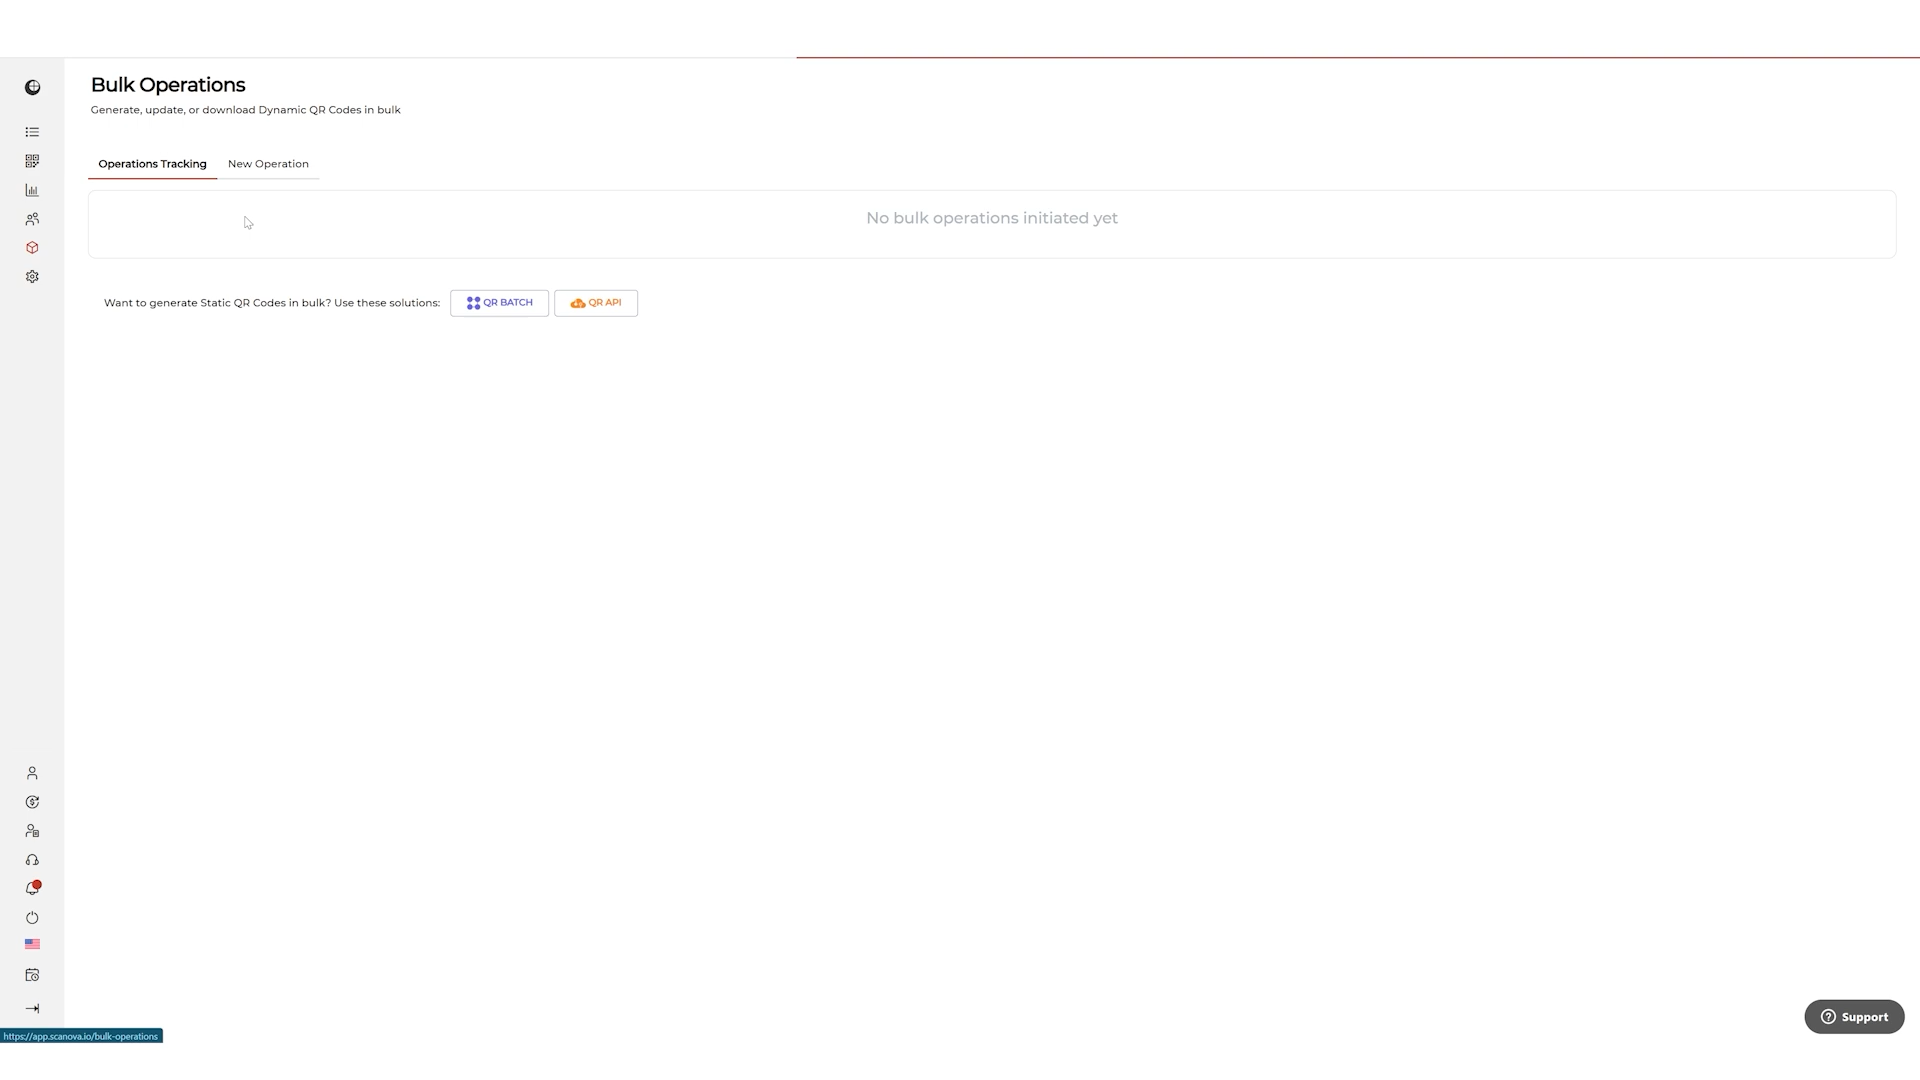 Bulk Operations
Generate, update, or download Dynamic QR Codes in bulk
Operations Tracking New Operation
No bulk operations initiated yet
Want to generate Static QR Codes in bulk? Use these solutions: QR BATCH QR API
Support
https://app.scanova.io/bulk-operations